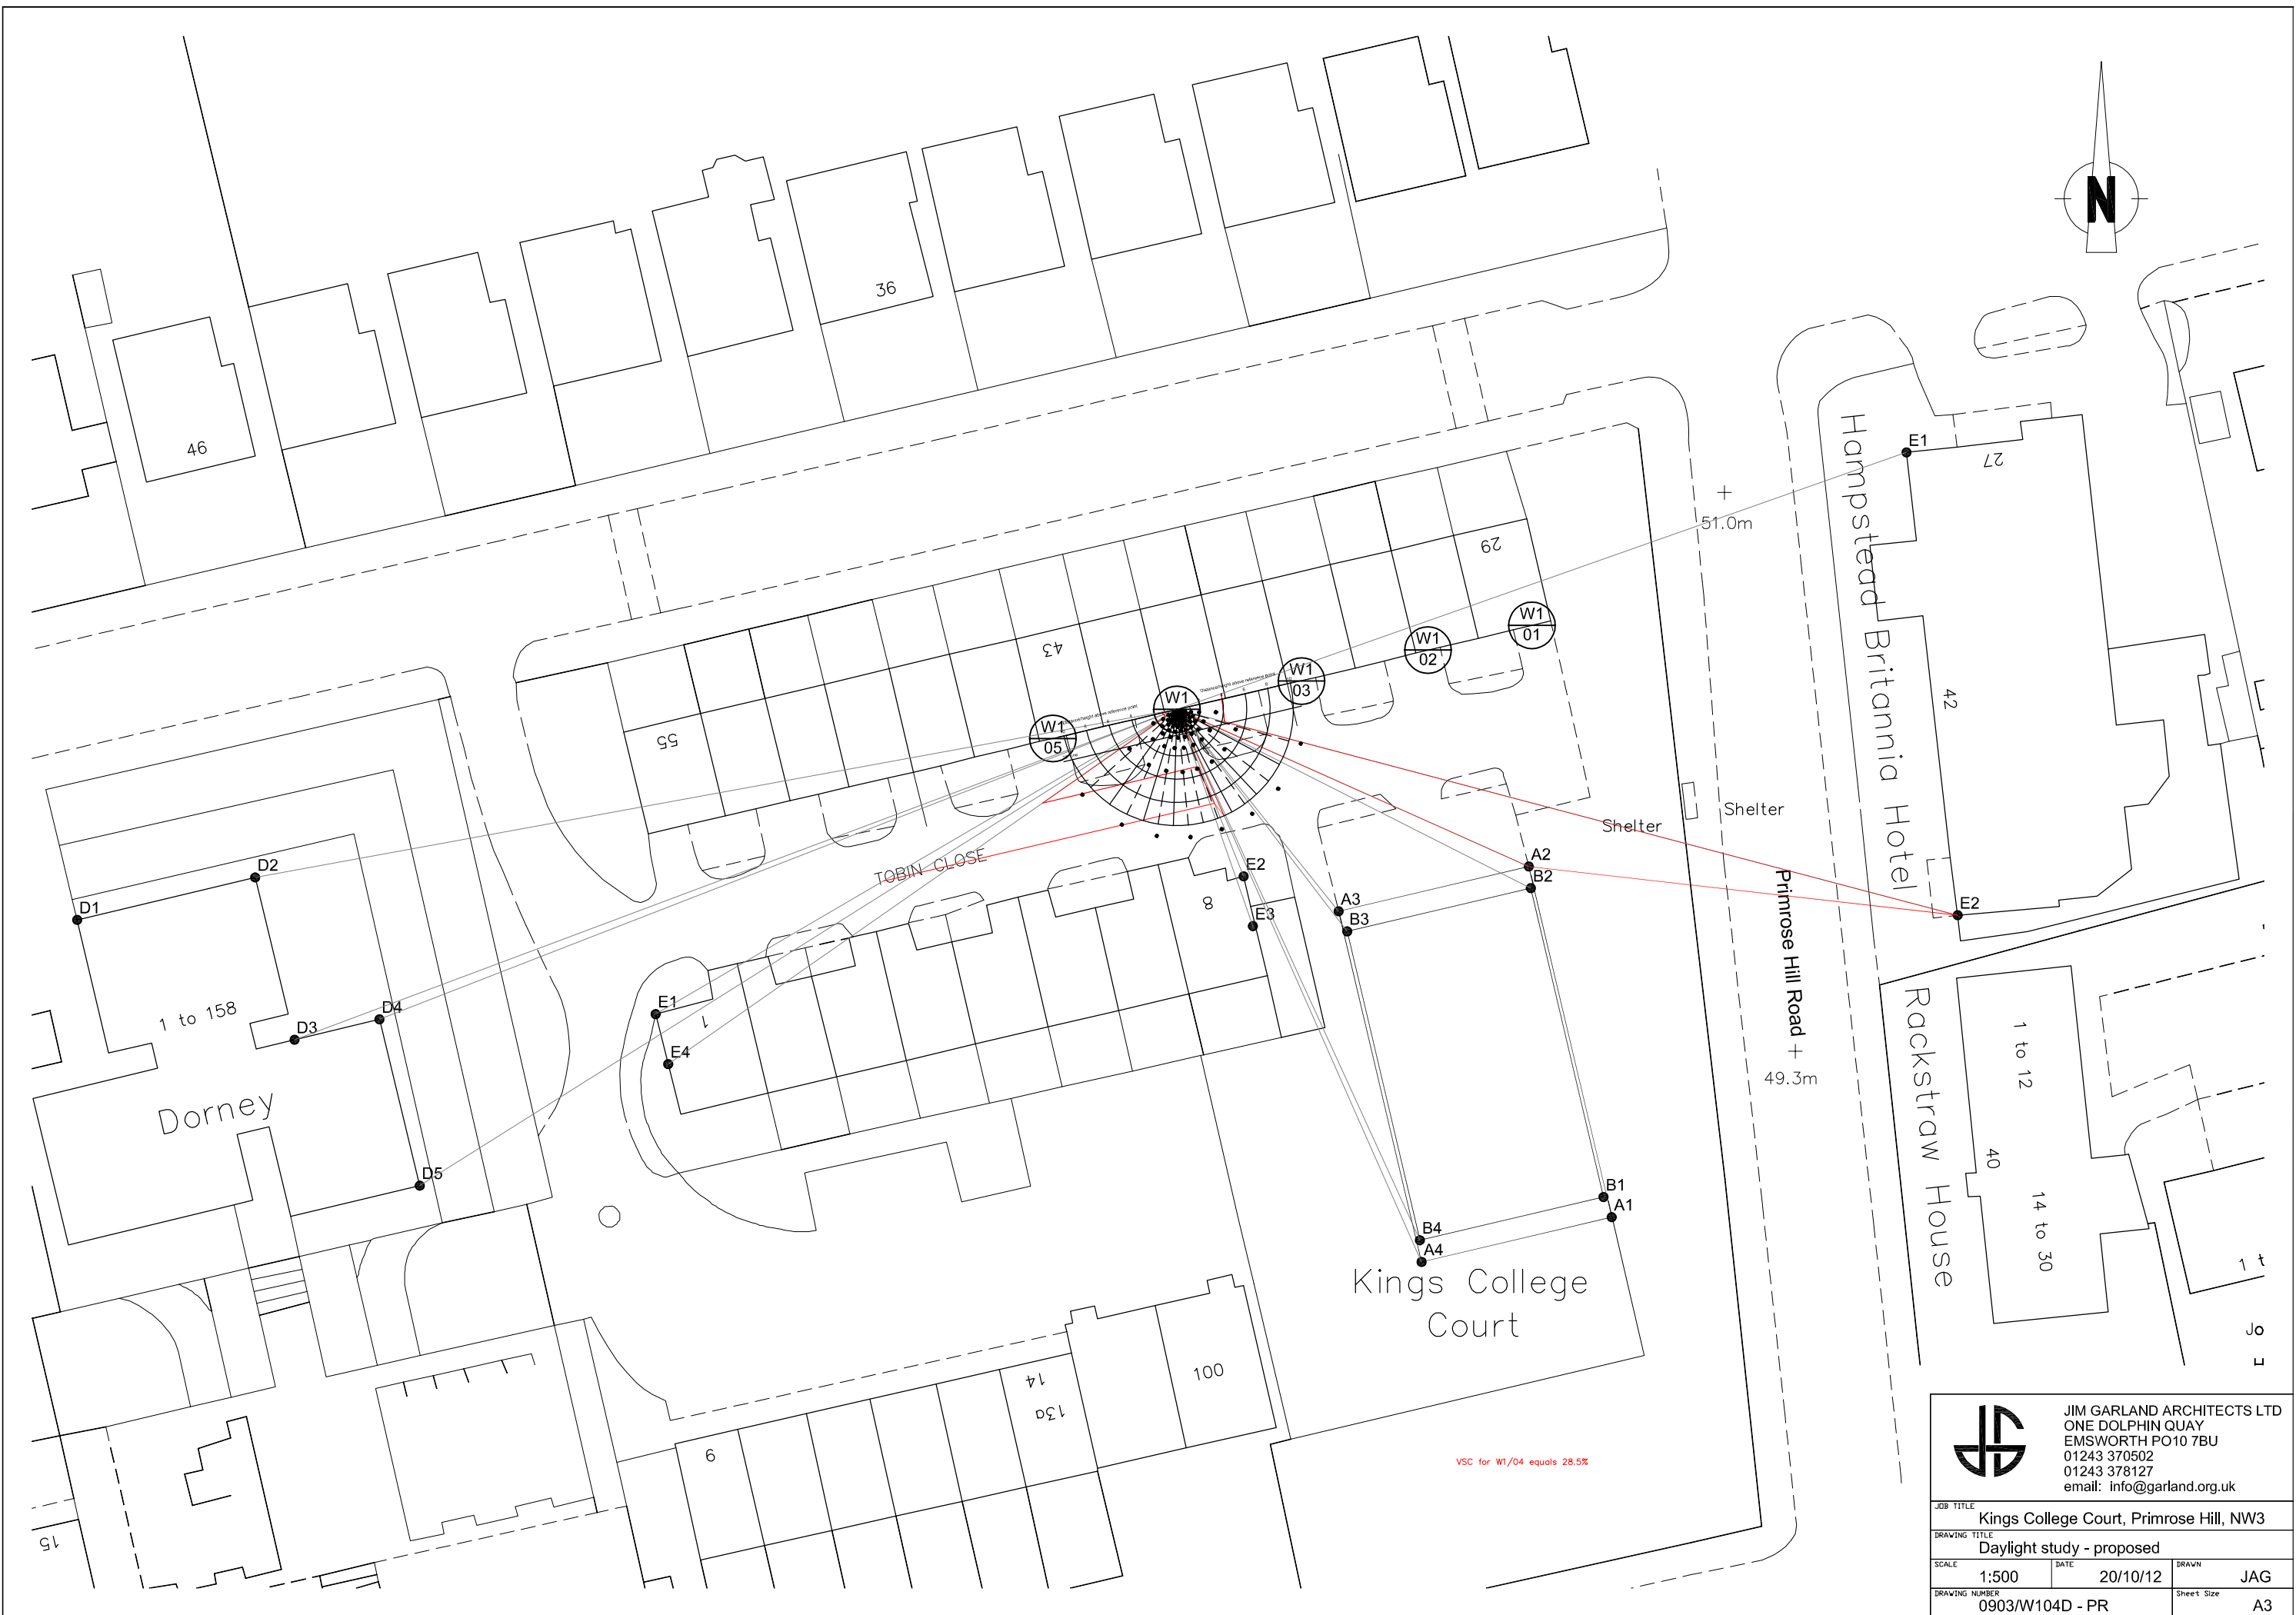 36
46
N
E1
27
Hampstead Britannia Hotel
51.0m
29
43
55
W1
01
W1
02
W1
03
W1
W1
05
42
Shelter
Shelter
TOBIN CLOSE
D2
D1
E2
A2
B2
A3
B3
8
E3
E2
Primrose Hill Road
49.3m
E1
1
E4
1 to 158
D3
D4
Dorney
D5
Rackstraw House
1 to 12
40
14 to 30
B1
A1
B4
A4
Kings College
Court
1 t
Jo
100
14
13a
9
15
VSC for W1/04 equals 28.5%
JIM GARLAND ARCHITECTS LTD
ONE DOLPHIN QUAY
EMSWORTH PO10 7BU
01243 370502
01243 378127
email: info@garland.org.uk
JOB TITLE
Kings College Court, Primrose Hill, NW3
DRAWING TITLE
Daylight study - proposed
SCALE
1:500
DATE
20/10/12
DRAWN
JAG
DRAWING NUMBER
0903/W104D - PR
Sheet Size
A3